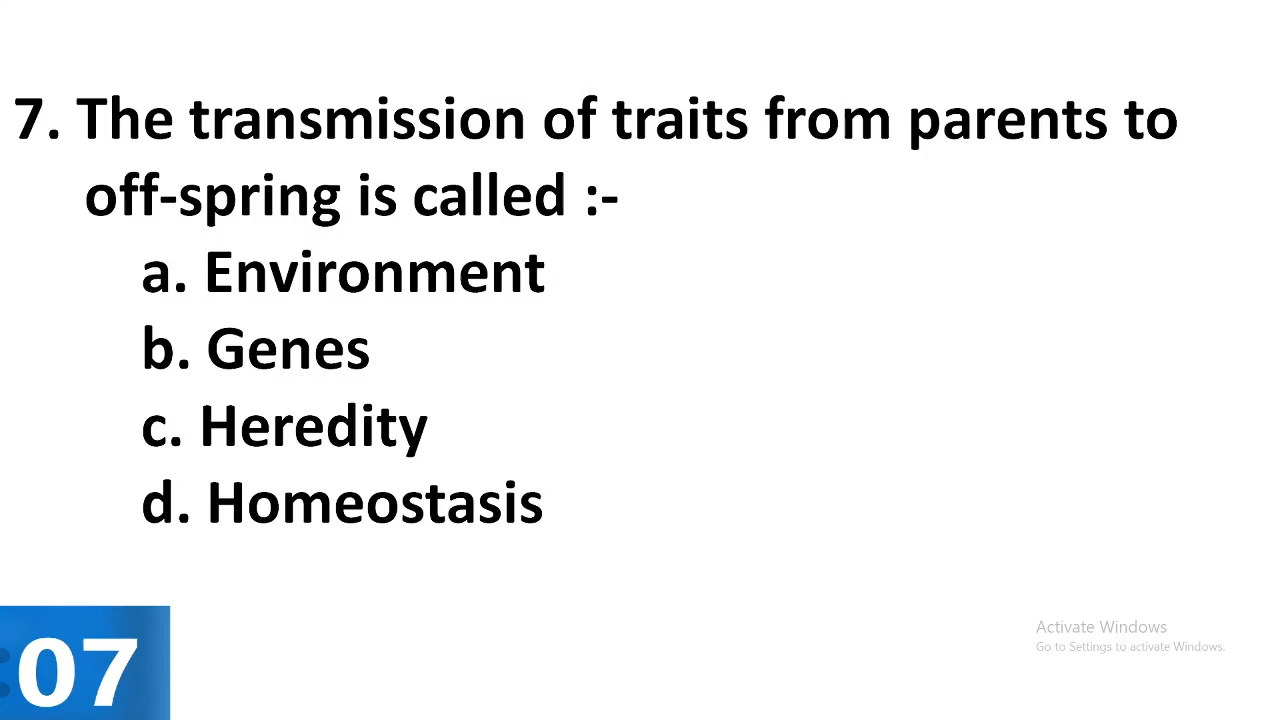 7. The transmission of traits from parents to
off-spring is called :-
a. Environment
b. Genes
c. Heredity
d. Homeostasis
07
Activate Windows
Go to Settings to activate Windows.